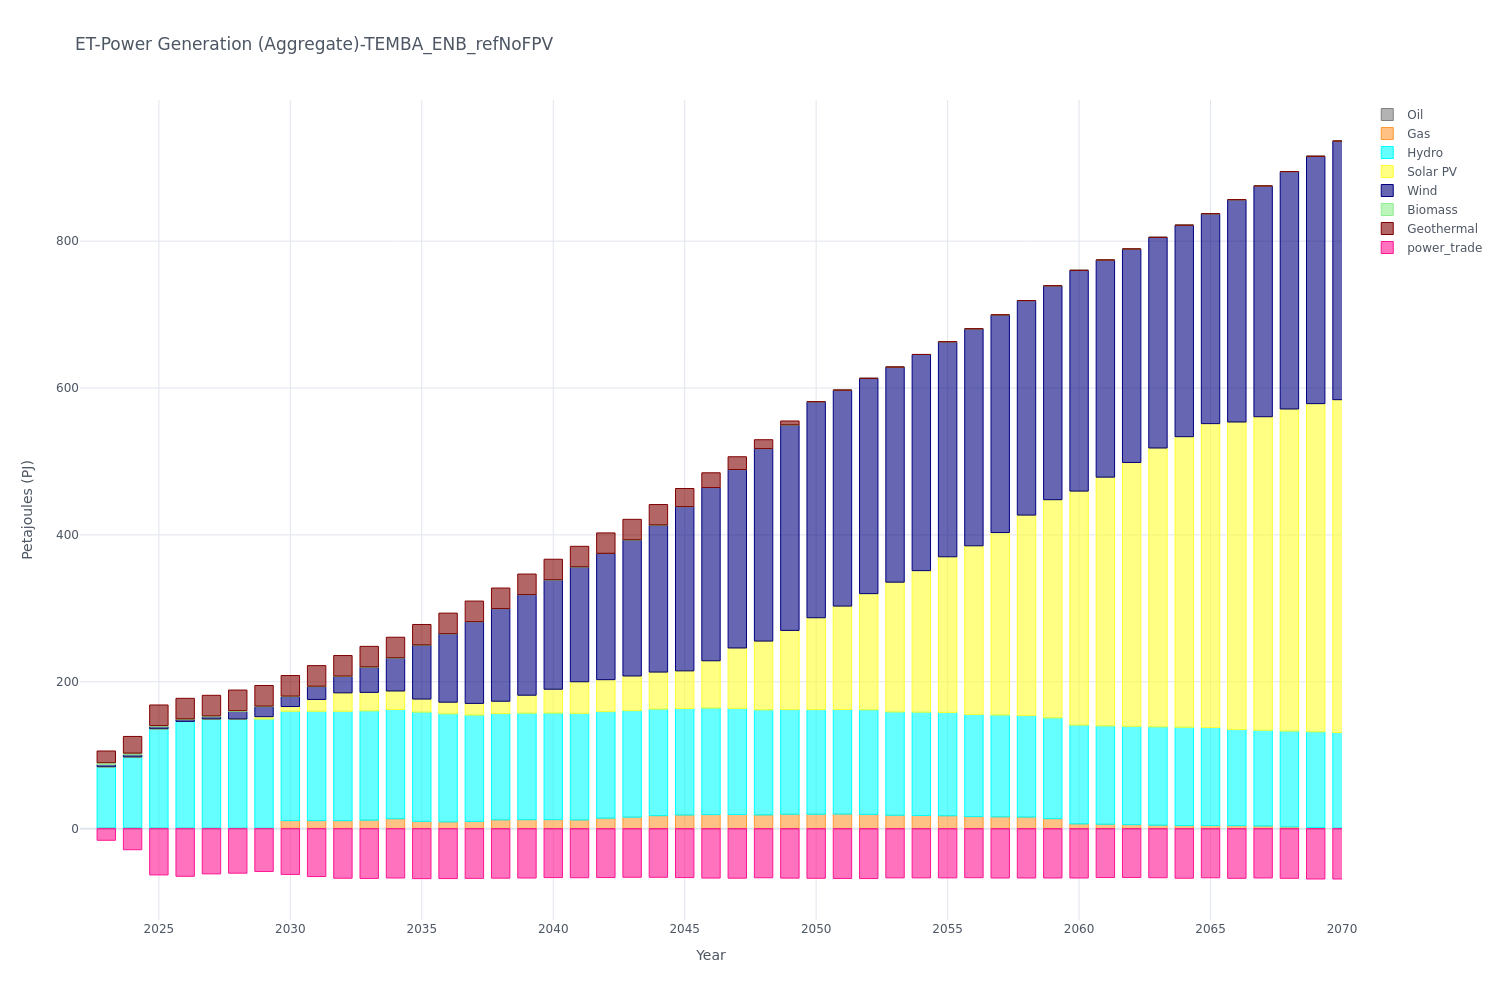 ET-Power Generation (Aggregate)-TEMBA_ENB_refNoFPV
Oil
Gas
Hydro
Solar PV
Wind
Biomass
Geothermal
power_trade
800
600
400
200
0
Petajoules (PJ)
2025 2030 2035 2040 2045 2050 2055 2060 2065 2070
Year